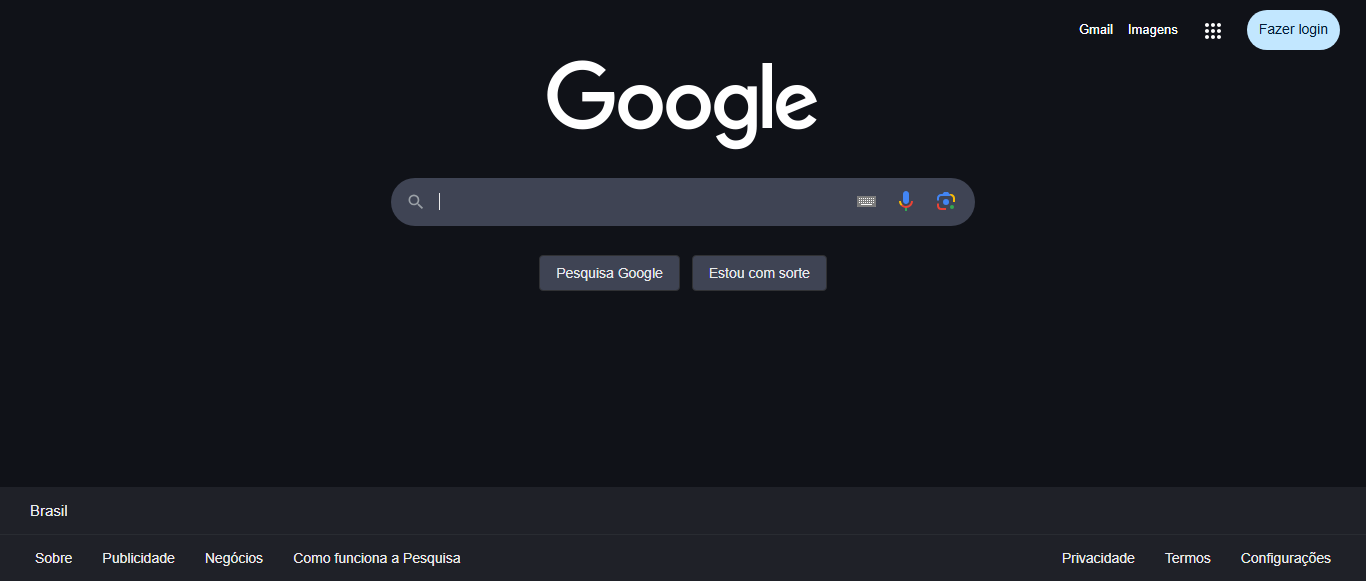 Gmail Imagens Fazer login
Google
Pesquisa Google Estou com sorte
Brasil
Sobre Publicidade Negócios Como funciona a Pesquisa Privacidade Termos Configurações